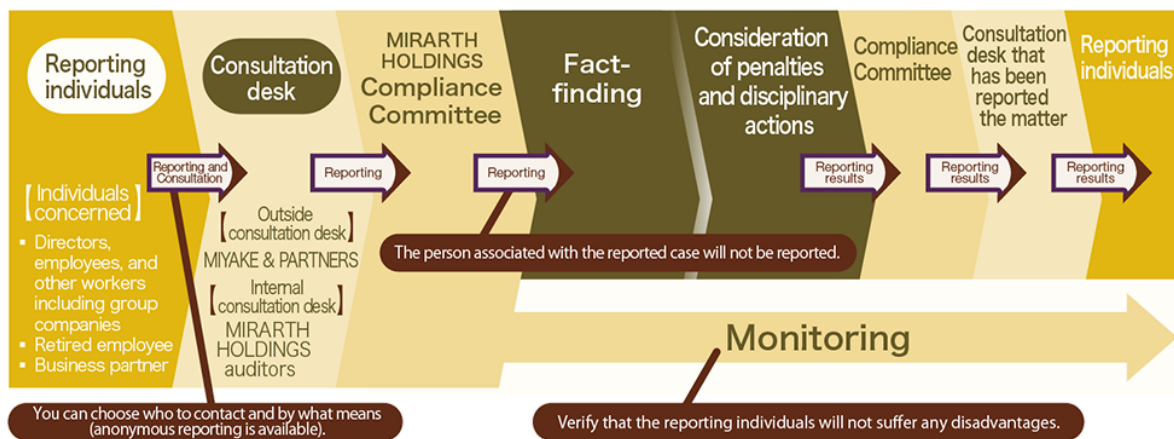 Reporting
individuals
Consultation
desk
MIRARTH
HOLDINGS
Compliance
Committee
Fact-
finding
Consideration
of penalties
and disciplinary
actions
Compliance
Committee
Consultation
desk that
has been
reported
the matter
Reporting
individuals
Reporting and
Consultation
Reporting
Reporting
Reporting
results
Reporting
results
Reporting
results
【Individuals
concerned】
▪ Directors,
employees, and
other workers
including group
companies
▪ Retired employee
▪ Business partner
【Outside
consultation desk】
MIYAKE & PARTNERS
【Internal
consultation desk】
MIRARTH
HOLDINGS
auditors
The person associated with the reported case will not be reported.
Monitoring
You can choose who to contact and by what means
(anonymous reporting is available).
Verify that the reporting individuals will not suffer any disadvantages.